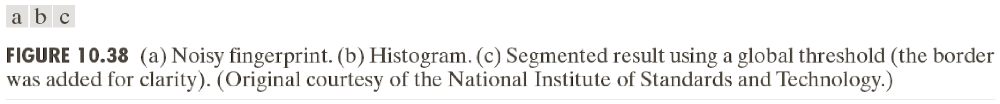 a b c
FIGURE 10.38 (a) Noisy fingerprint. (b) Histogram. (c) Segmented result using a global threshold (the border
was added for clarity). (Original courtesy of the National Institute of Standards and Technology.)